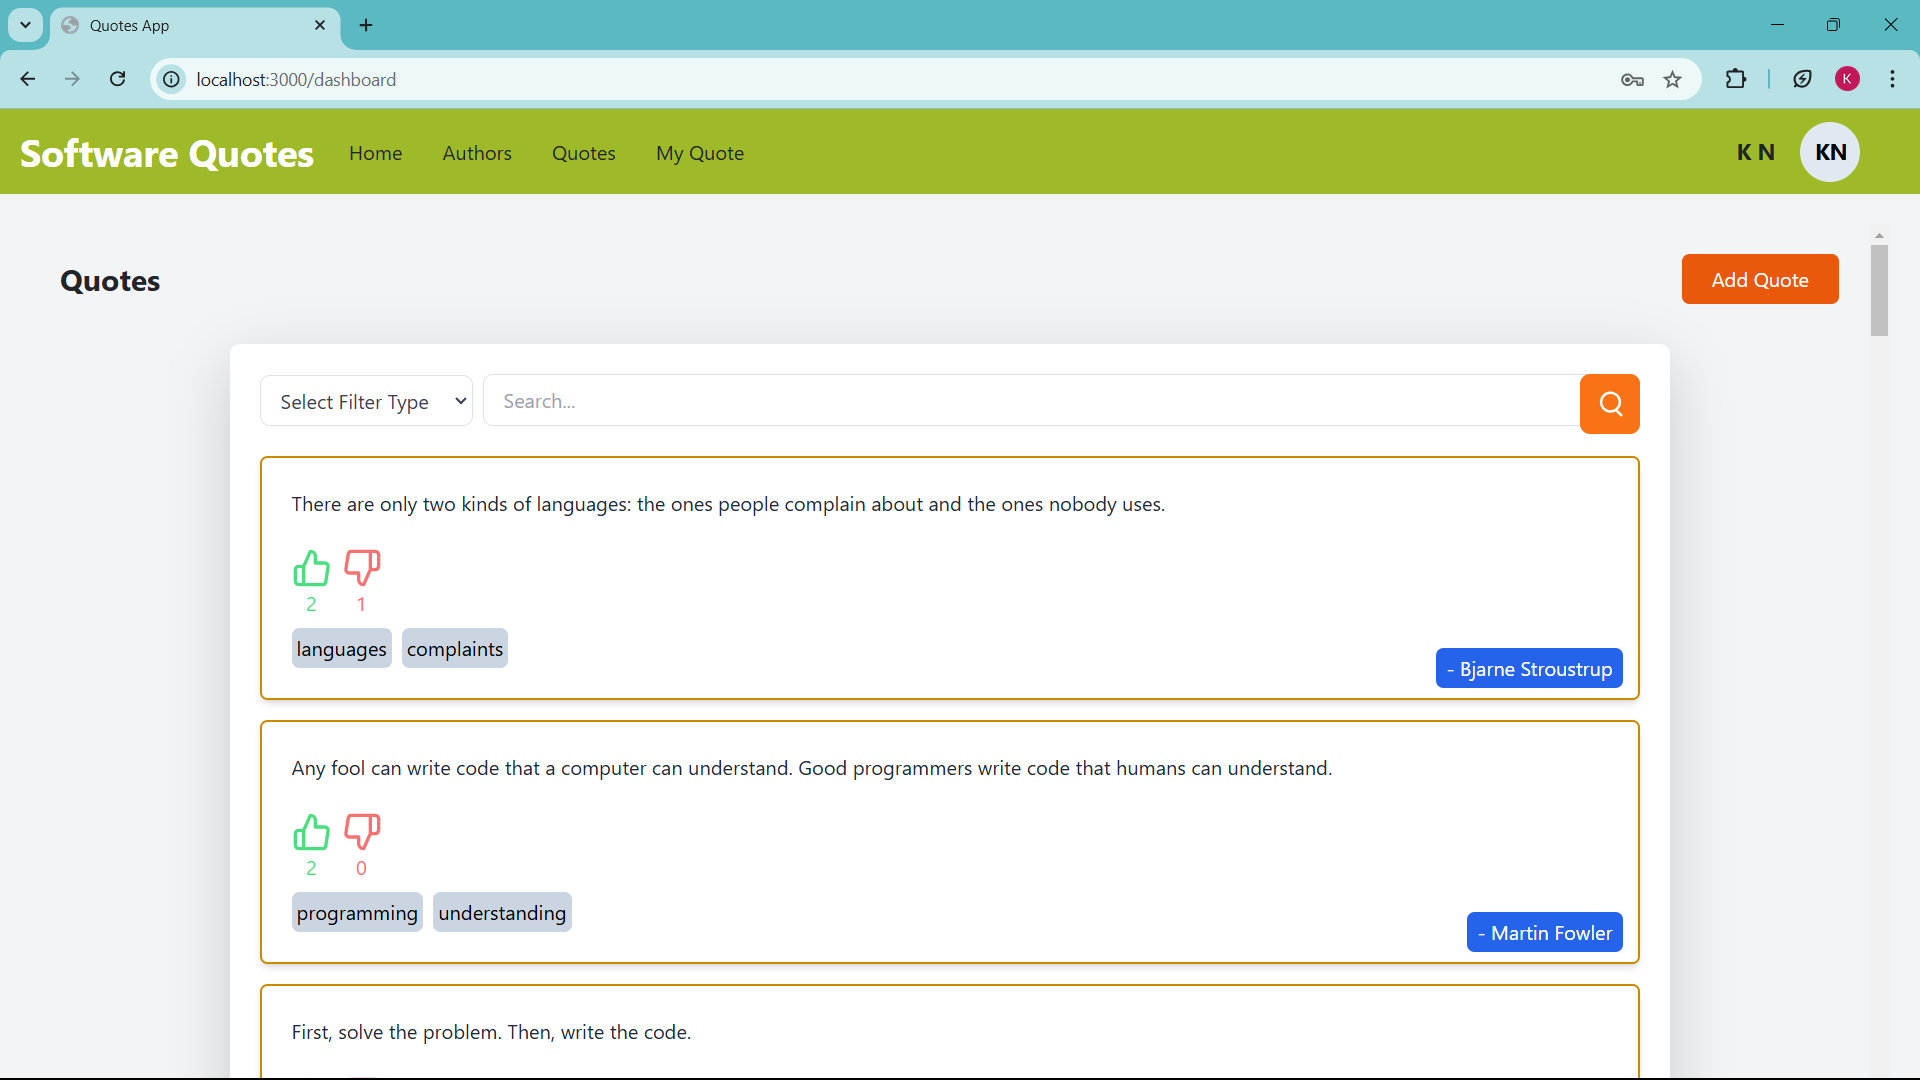 Quotes App
localhost:3000/dashboard
K
Software Quotes Home Authors Quotes My Quote K N KN
Quotes Add Quote
Select Filter Type Search...
There are only two kinds of languages: the ones people complain about and the ones nobody uses.
2 1
languages complaints
- Bjarne Stroustrup
Any fool can write code that a computer can understand. Good programmers write code that humans can understand.
2 0
programming understanding
- Martin Fowler
First, solve the problem. Then, write the code.